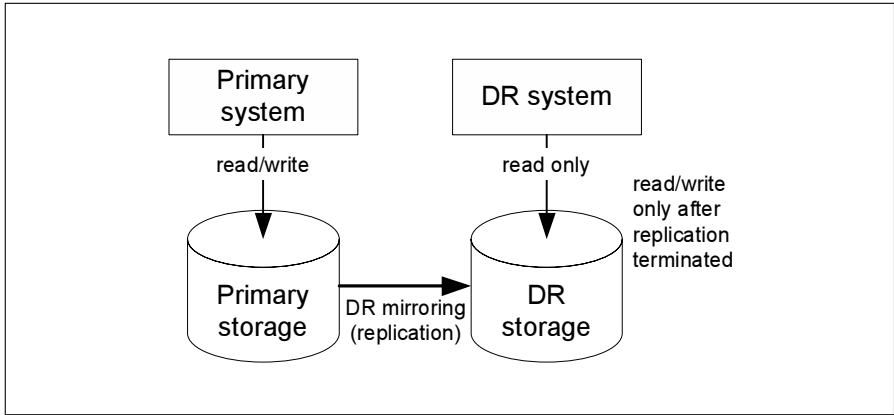 Primary
system
DR system
read/write
read only
read/write
only after
replication
terminated
Primary
storage
DR mirroring
(replication)
DR
storage